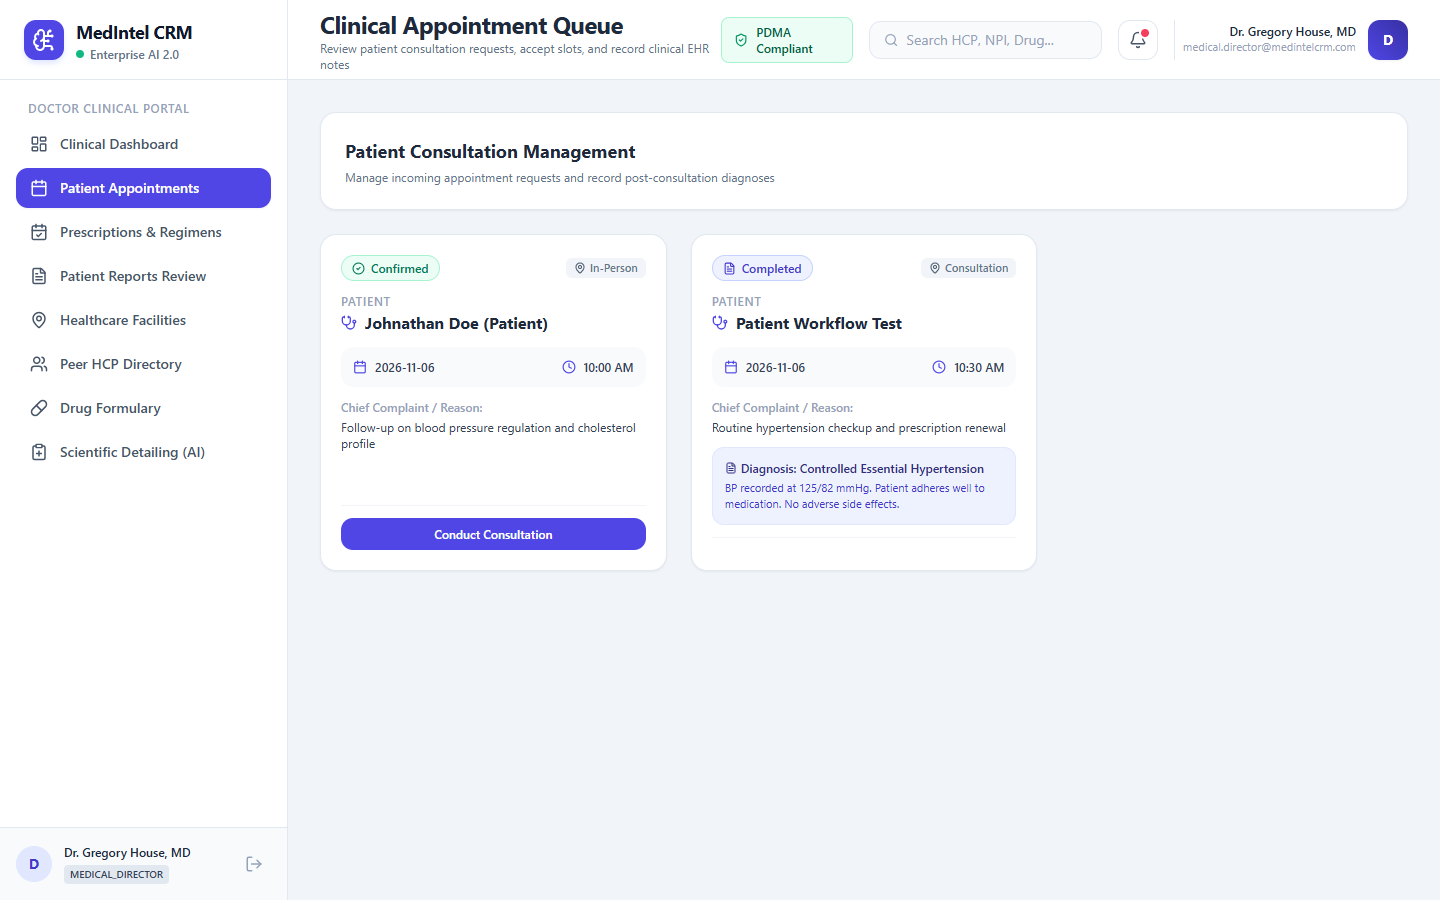 MedIntel CRM
Enterprise AI 2.0
DOCTOR CLINICAL PORTAL
Clinical Dashboard
Patient Appointments
Prescriptions & Regimens
Patient Reports Review
Healthcare Facilities
Peer HCP Directory
Drug Formulary
Scientific Detailing (AI)
D
Dr. Gregory House, MD
MEDICAL_DIRECTOR
Clinical Appointment Queue
Review patient consultation requests, accept slots, and record clinical EHR
notes
PDMA
Compliant
Search HCP, NPI, Drug...
Dr. Gregory House, MD
medical.director@medintelcrm.com
D
Patient Consultation Management
Manage incoming appointment requests and record post-consultation diagnoses
Confirmed
In-Person
PATIENT
Johnathan Doe (Patient)
2026-11-06
10:00 AM
Chief Complaint / Reason:
Follow-up on blood pressure regulation and cholesterol
profile
Conduct Consultation
Completed
Consultation
PATIENT
Patient Workflow Test
2026-11-06
10:30 AM
Chief Complaint / Reason:
Routine hypertension checkup and prescription renewal
Diagnosis: Controlled Essential Hypertension
BP recorded at 125/82 mmHg. Patient adheres well to
medication. No adverse side effects.